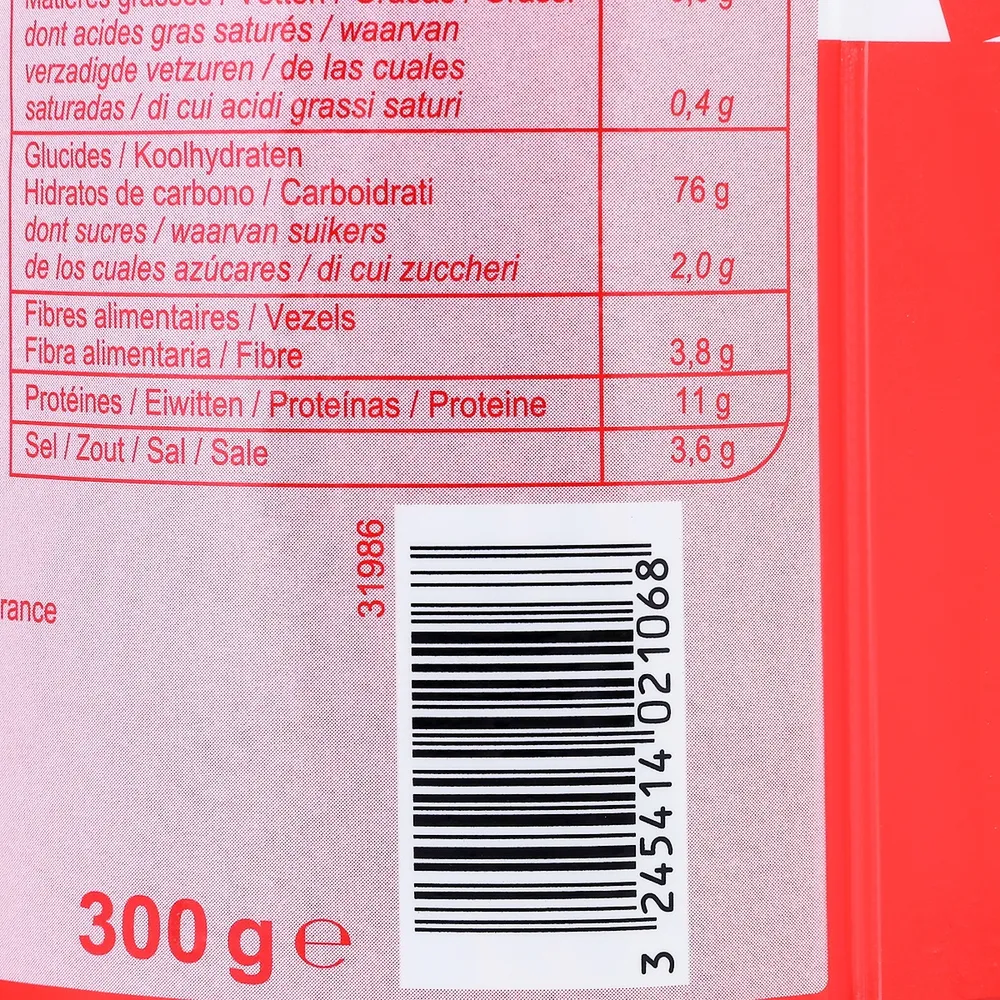 dont acides gras saturés / waarvan
verzadigde vetzuren / de las cuales
saturadas / di cui acidi grassi saturi 0,4 g
Glucides / Koolhydraten
Hidratos de carbono / Carboidrati 76 g
dont sucres / waarvan suikers
de los cuales azúcares / di cui zuccheri 2,0 g
Fibres alimentaires / Vezels
Fibra alimentaria / Fibre 3,8 g
Protéines / Eiwitten / Proteínas / Proteine 11 g
Sel / Zout / Sal / Sale 3,6 g
31986
rance
3 245414 021068
300 g e